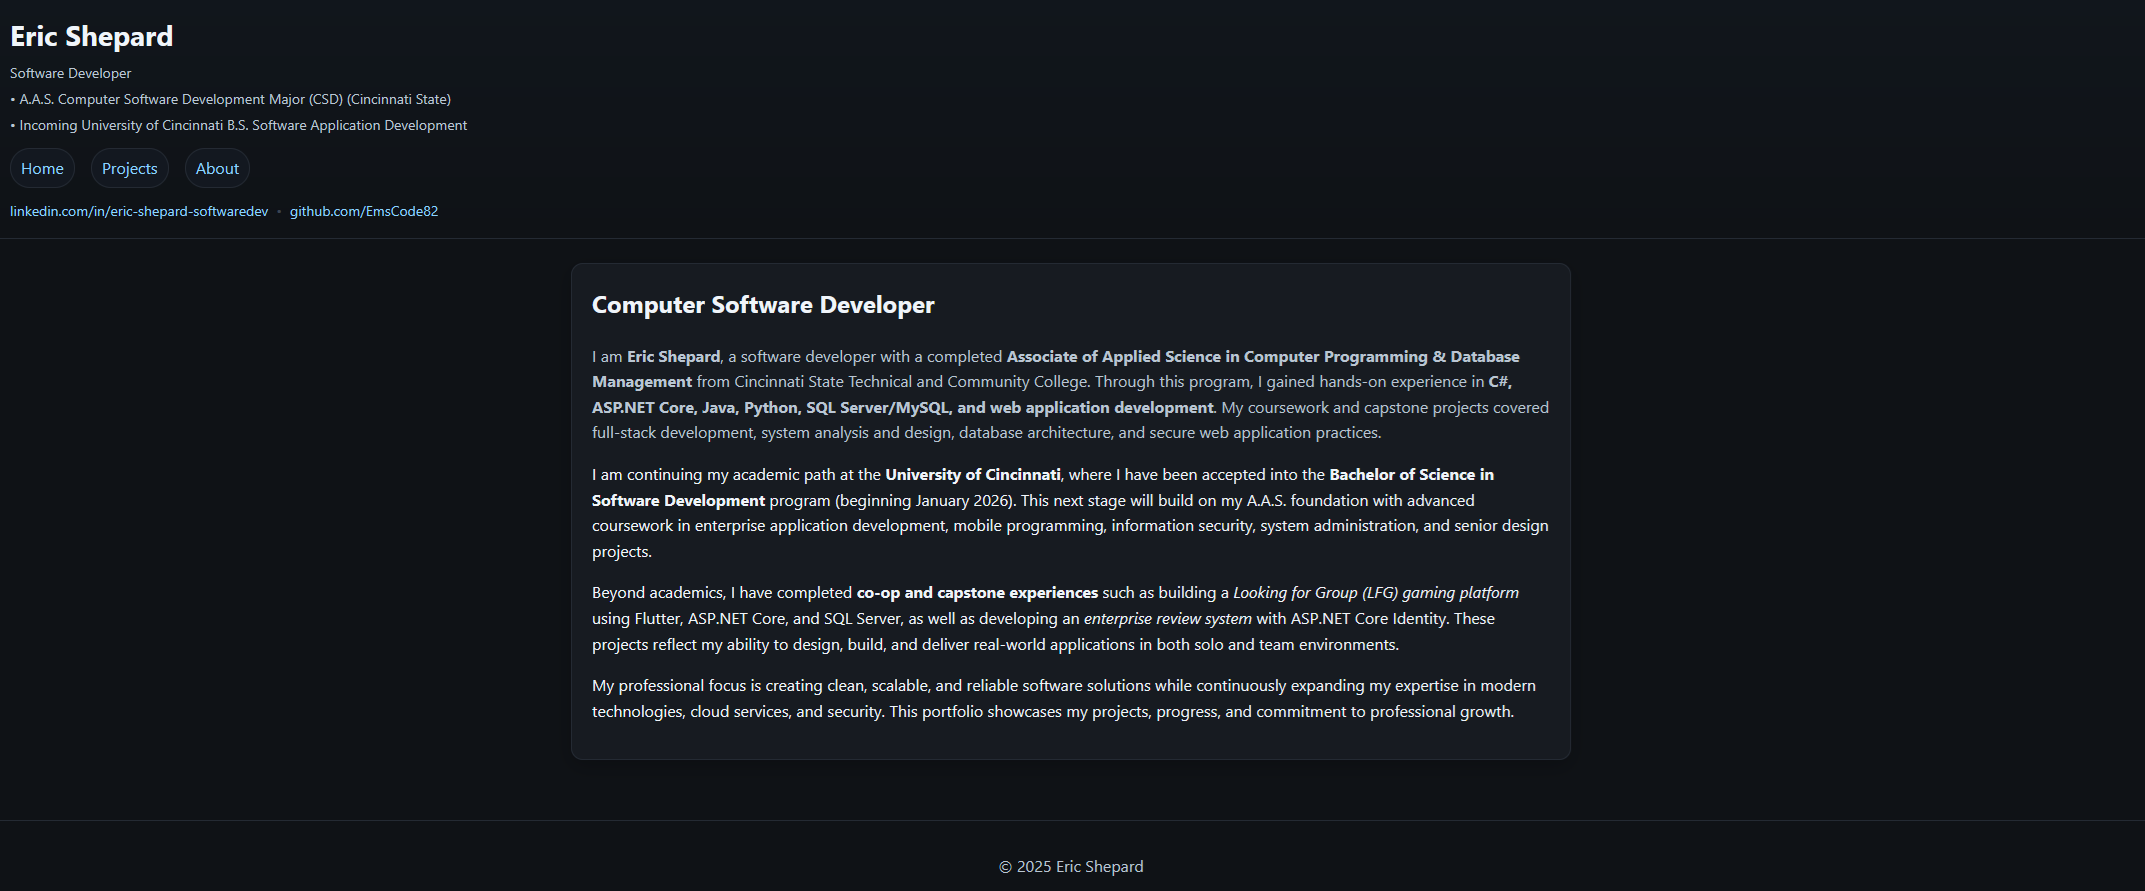 Eric Shepard
Software Developer
• A.A.S. Computer Software Development Major (CSD) (Cincinnati State)
• Incoming University of Cincinnati B.S. Software Application Development
Home Projects About
linkedin.com/in/eric-shepard-softwaredev • github.com/EmsCode82
Computer Software Developer
I am Eric Shepard, a software developer with a completed Associate of Applied Science in Computer Programming & Database
Management from Cincinnati State Technical and Community College. Through this program, I gained hands-on experience in C#,
ASP.NET Core, Java, Python, SQL Server/MySQL, and web application development. My coursework and capstone projects covered
full-stack development, system analysis and design, database architecture, and secure web application practices.
I am continuing my academic path at the University of Cincinnati, where I have been accepted into the Bachelor of Science in
Software Development program (beginning January 2026). This next stage will build on my A.A.S. foundation with advanced
coursework in enterprise application development, mobile programming, information security, system administration, and senior design
projects.
Beyond academics, I have completed co-op and capstone experiences such as building a Looking for Group (LFG) gaming platform
using Flutter, ASP.NET Core, and SQL Server, as well as developing an enterprise review system with ASP.NET Core Identity. These
projects reflect my ability to design, build, and deliver real-world applications in both solo and team environments.
My professional focus is creating clean, scalable, and reliable software solutions while continuously expanding my expertise in modern
technologies, cloud services, and security. This portfolio showcases my projects, progress, and commitment to professional growth.
© 2025 Eric Shepard